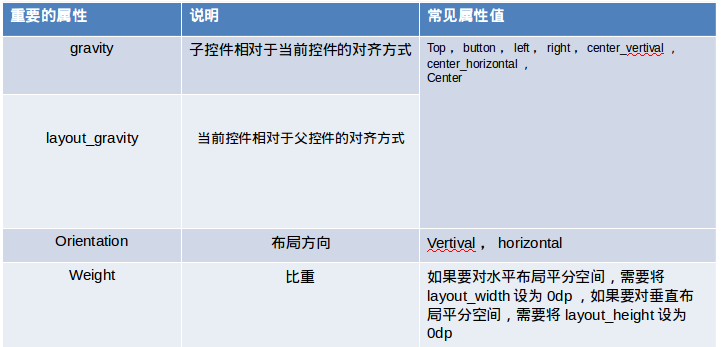 重要的属性 说明 常见属性值
gravity 子控件相对于当前控件的对齐方式 Top， button， left， right， center_vertival ，
center_horizontal ，
Center
layout_gravity 当前控件相对于父控件的对齐方式
Orientation 布局方向 Vertival ， horizontal
Weight 比重 如果要对水平布局平分空间，需要将
layout_width 设为 0dp ，如果要对垂直布
局平分空间，需要将 layout_height 设为
0dp